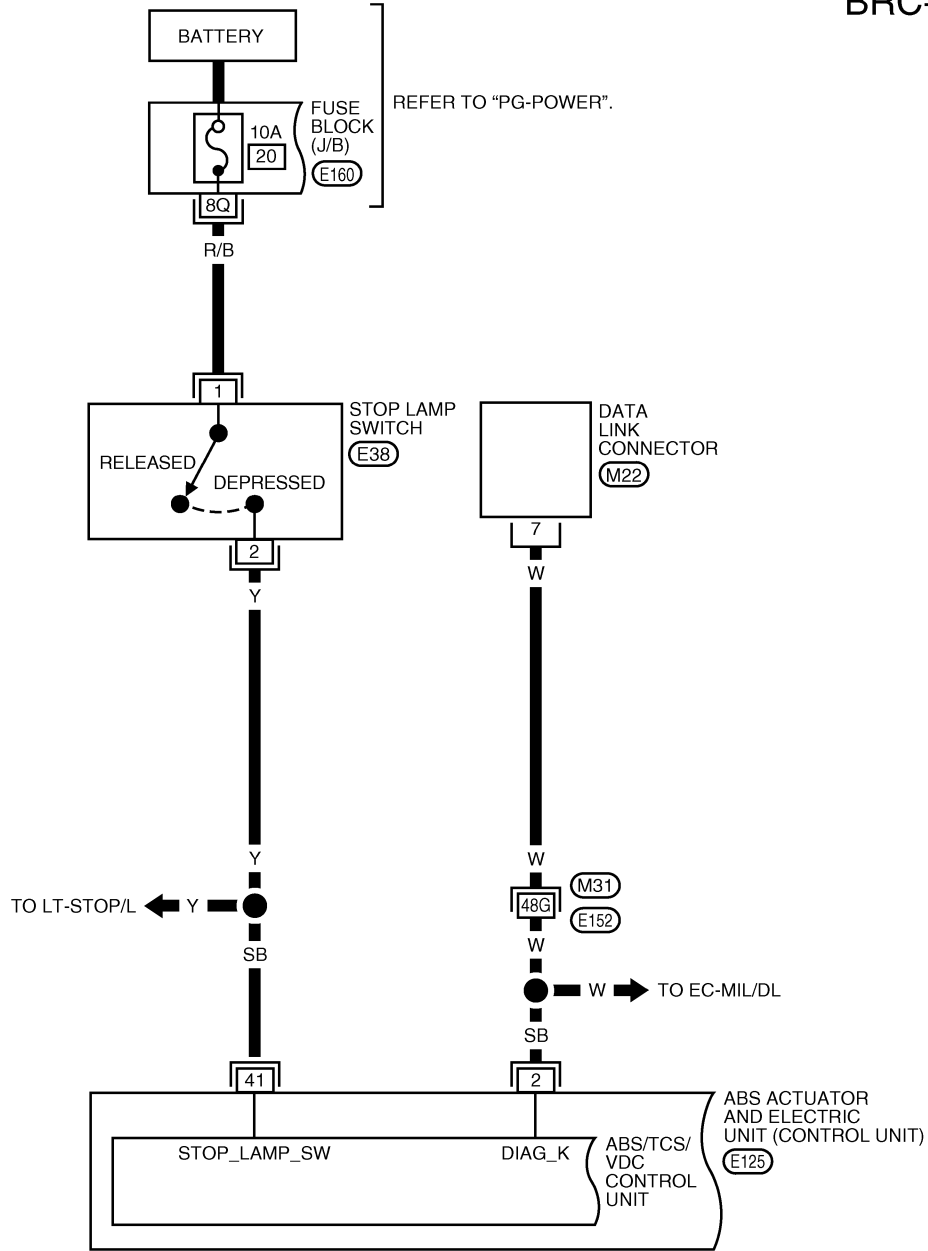 BRC-
BATTERY
REFER TO “PG-POWER”.
FUSE
BLOCK
(J/B)
10A
20
E160
8Q
R/B
1
STOP LAMP
SWITCH
E38
RELEASED
DEPRESSED
2
Y
DATA
LINK
CONNECTOR
M22
7
W
Y
W
M31
48G
E152
TO LT-STOP/L
Y
W
SB
W
TO EC-MIL/DL
SB
41
2
ABS ACTUATOR
AND ELECTRIC
UNIT (CONTROL UNIT)
E125
STOP_LAMP_SW
DIAG_K
ABS/TCS/
VDC
CONTROL
UNIT